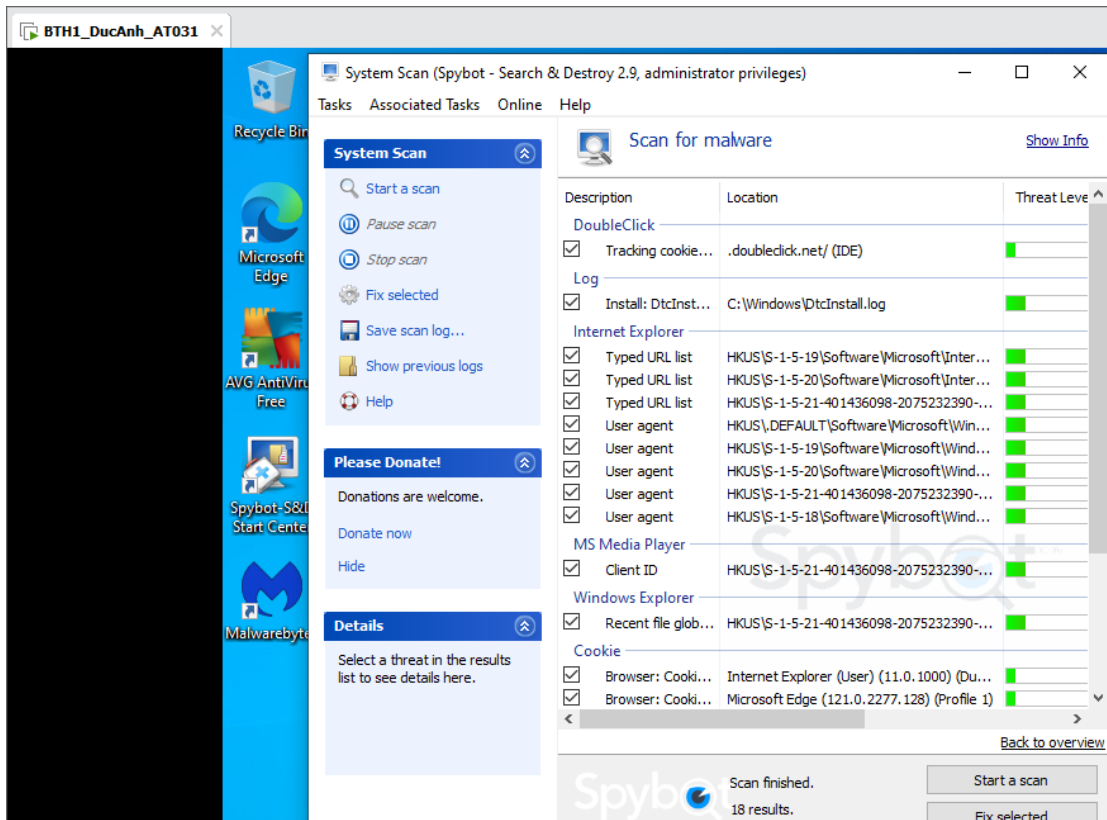 BTH1_DucAnh_AT031
Recycle Bin
Microsoft
Edge
AVG AntiViru
Free
Spybot-S&D
Start Center
Malwarebyte
System Scan (Spybot - Search & Destroy 2.9, administrator privileges)
Tasks Associated Tasks Online Help
System Scan
Start a scan
Pause scan
Stop scan
Fix selected
Save scan log...
Show previous logs
Help
Please Donate!
Donations are welcome.
Donate now
Hide
Details
Select a threat in the results
list to see details here.
Scan for malware Show Info
Description Location Threat Leve
DoubleClick
Tracking cookie... .doubleclick.net/ (IDE)
Log
Install: DtcInst... C:\Windows\DtcInstall.log
Internet Explorer
Typed URL list HKUS\S-1-5-19\Software\Microsoft\Inter...
Typed URL list HKUS\S-1-5-20\Software\Microsoft\Inter...
Typed URL list HKUS\S-1-5-21-401436098-2075232390-...
User agent HKUS\.DEFAULT\Software\Microsoft\Win...
User agent HKUS\S-1-5-19\Software\Microsoft\Wind...
User agent HKUS\S-1-5-20\Software\Microsoft\Wind...
User agent HKUS\S-1-5-21-401436098-2075232390-...
User agent HKUS\S-1-5-18\Software\Microsoft\Wind...
MS Media Player
Client ID HKUS\S-1-5-21-401436098-2075232390-...
Windows Explorer
Recent file glob... HKUS\S-1-5-21-401436098-2075232390-...
Cookie
Browser: Cooki... Internet Explorer (User) (11.0.1000) (Du...
Browser: Cooki... Microsoft Edge (121.0.2277.128) (Profile 1)
Spybot
Back to overview
Spybot
Scan finished.
18 results.
Start a scan
Fix selected